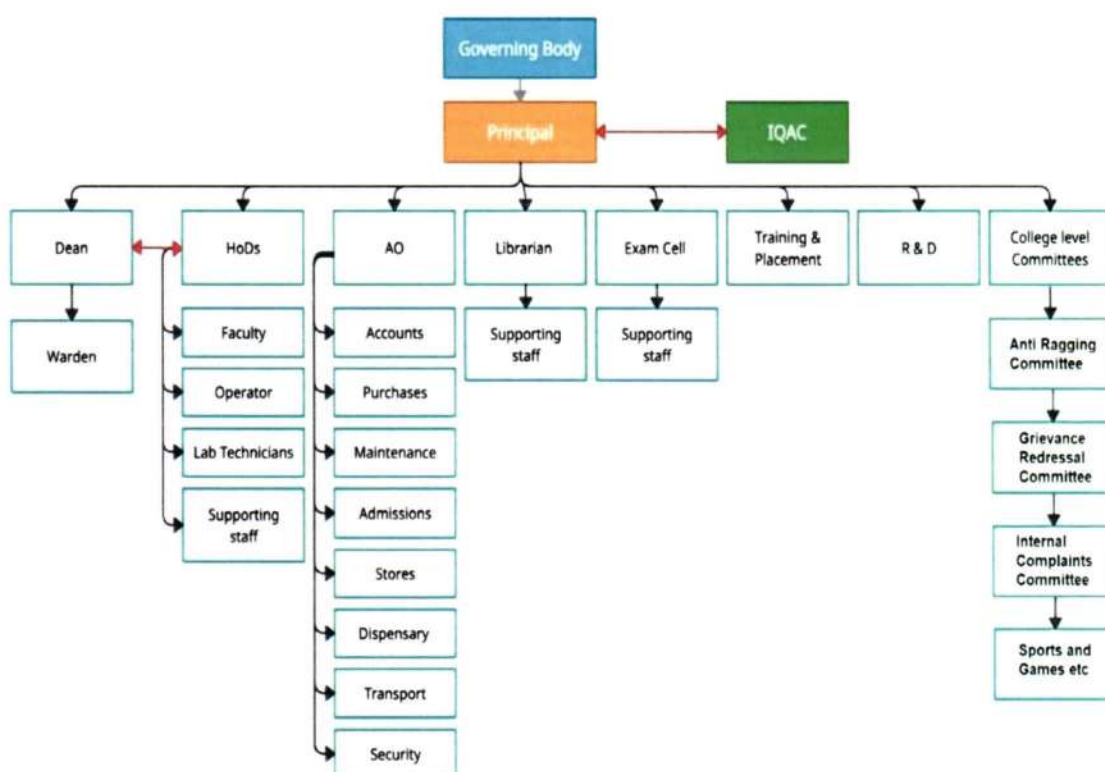 Governing Body
Principal
IQAC
Dean
HoDs
AO
Librarian
Exam Cell
Training &
Placement
R & D
College level
Committees
Warden
Faculty
Operator
Lab Technicians
Supporting
staff
Accounts
Purchases
Maintenance
Admissions
Stores
Dispensary
Transport
Security
Supporting
staff
Supporting
staff
Anti Ragging
Committee
Grievance
Redressal
Committee
Internal
Complaints
Committee
Sports and
Games etc